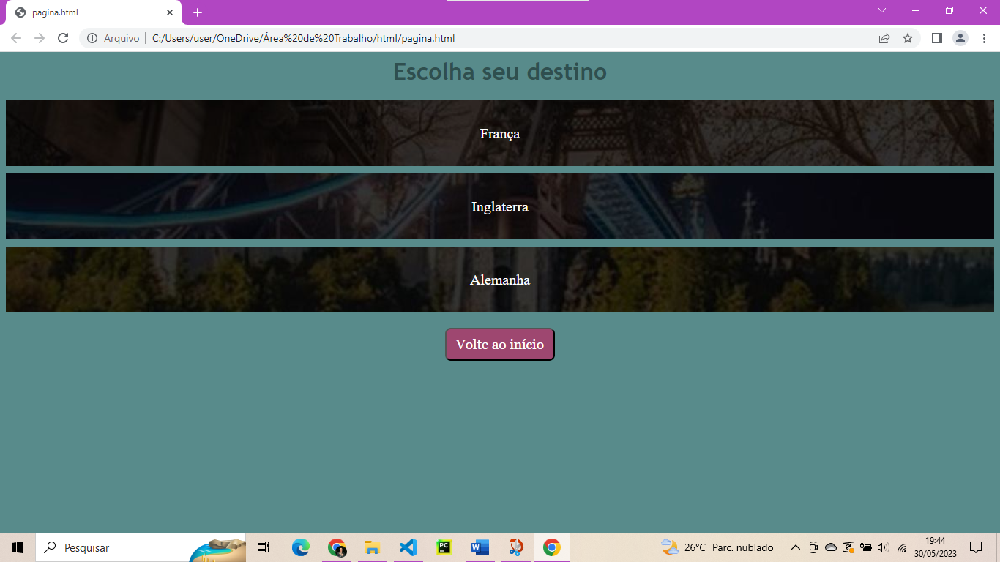 pagina.html
Arquivo C:/Users/user/OneDrive/Área%20de%20Trabalho/html/pagina.html
Escolha seu destino
França
Inglaterra
Alemanha
Volte ao início
Pesquisar
PC
W
26°C Parc. nublado
19:44
30/05/2023